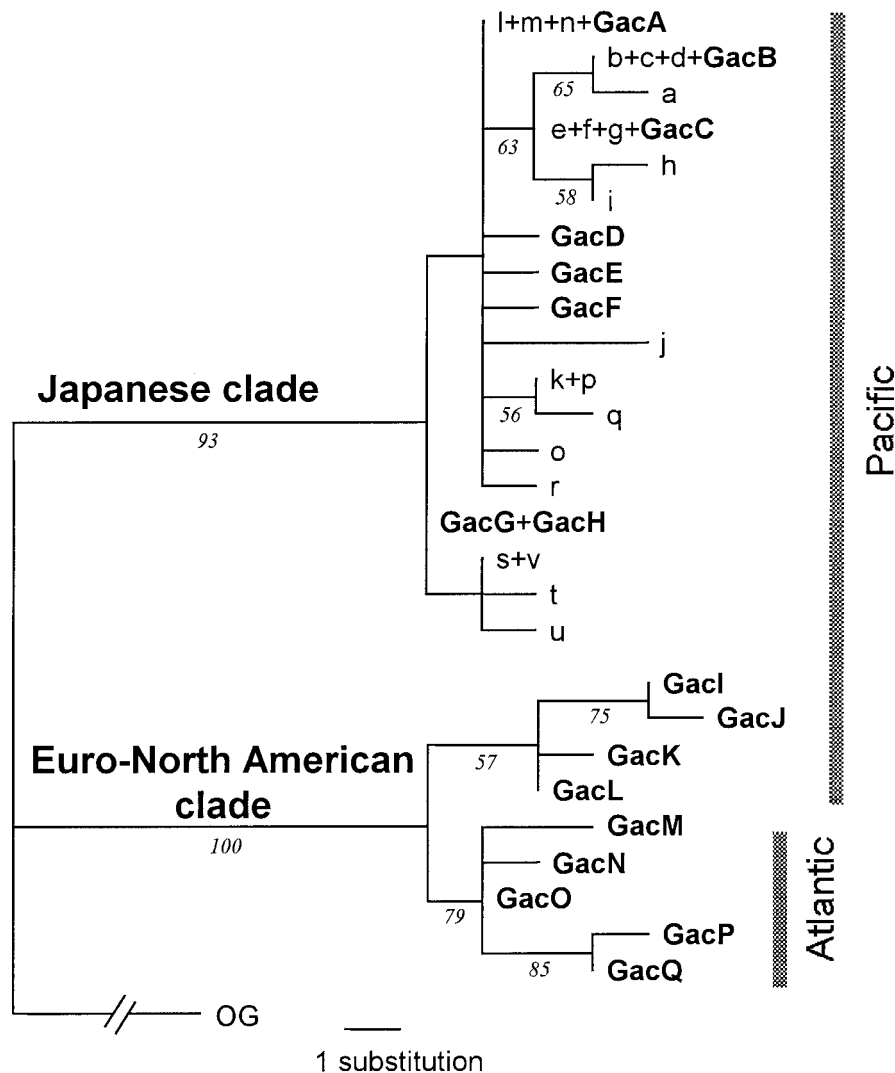 l+m+n+GacA
b+c+d+GacB
65
a
e+f+g+GacC
63
h
58
i
GacD
GacE
GacF
j
Japanese clade
k+p
56
q
93
o
r
GacG+GacH
s+v
t
u
Pacific
GacI
75
GacJ
Euro-North American
clade
57
GacK
GacL
100
GacM
GacN
79
GacO
GacP
85
GacQ
Atlantic
OG
1 substitution